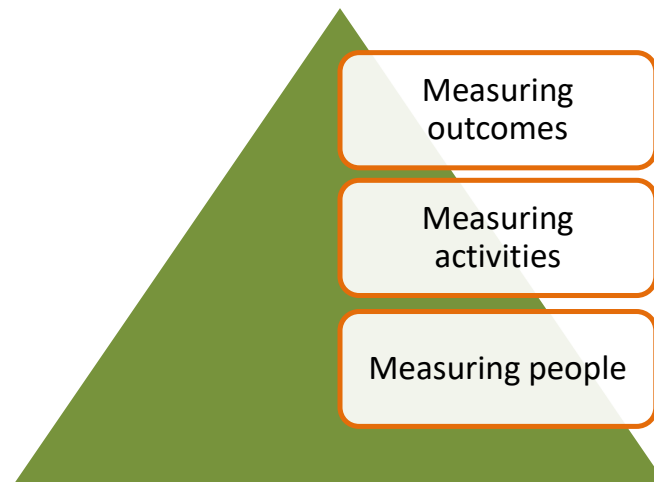 Measuring
outcomes
Measuring
activities
Measuring people